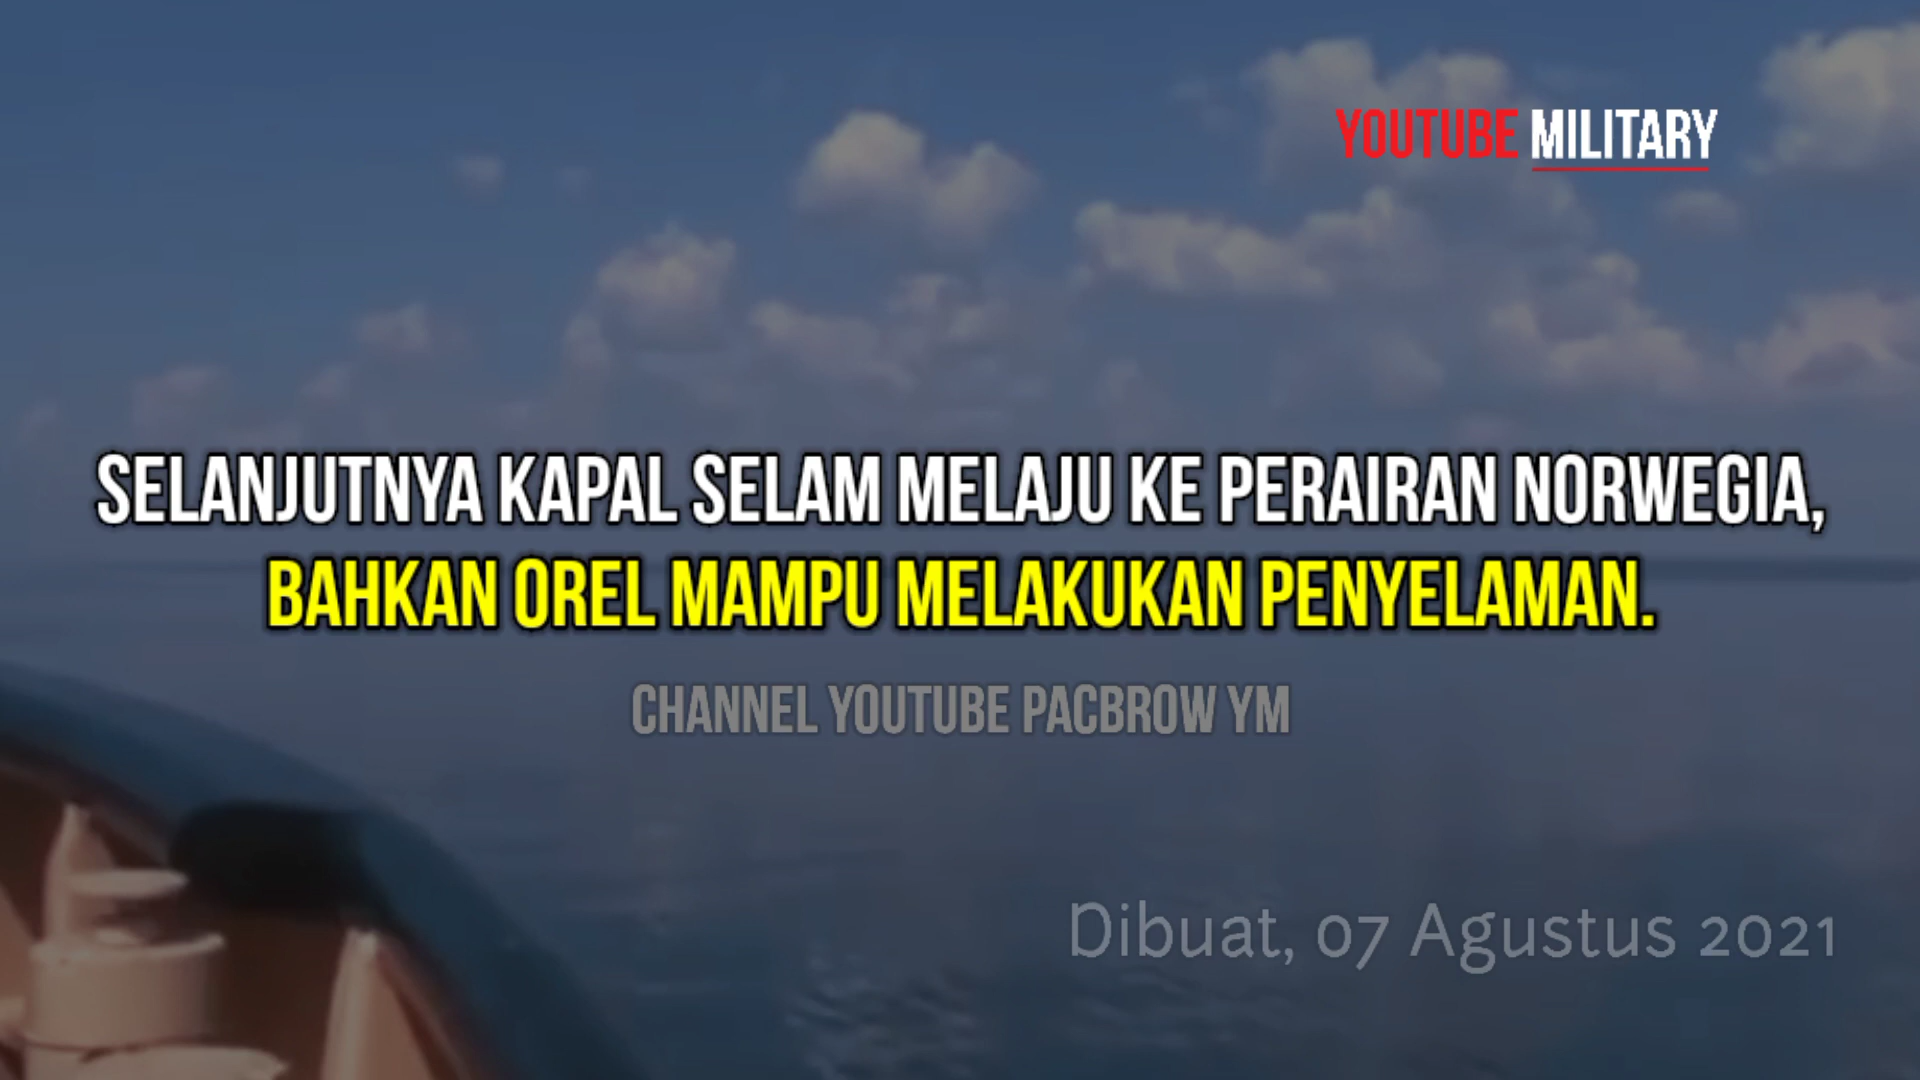 YOUTUBE MILITARY
SELANJUTNYA KAPAL SELAM MELAJU KE PERAIRAN NORWEGIA,
BAHKAN OREL MAMPU MELAKUKAN PENYELAMAN.
CHANNEL YOUTUBE PACBROW YM
Dibuat, 07 Agustus 2021